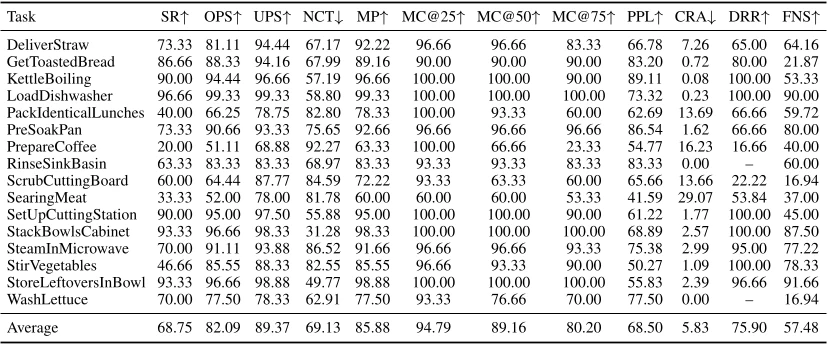 Task SR↑ OPS↑ UPS↑ NCT↓ MP↑ MC@25↑ MC@50↑ MC@75↑ PPL↑ CRA↓ DRR↑ FNS↑
DeliverStraw 73.33 81.11 94.44 67.17 92.22 96.66 96.66 83.33 66.78 7.26 65.00 64.16
GetToastedBread 86.66 88.33 94.16 67.99 89.16 90.00 90.00 90.00 83.20 0.72 80.00 21.87
KettleBoiling 90.00 94.44 96.66 57.19 96.66 100.00 100.00 90.00 89.11 0.08 100.00 53.33
LoadDishwasher 96.66 99.33 99.33 58.80 99.33 100.00 100.00 100.00 73.32 0.23 100.00 90.00
PackIdenticalLunches 40.00 66.25 78.75 82.80 78.33 100.00 93.33 60.00 62.69 13.69 66.66 59.72
PreSoakPan 73.33 90.66 93.33 75.65 92.66 96.66 96.66 96.66 86.54 1.62 66.66 80.00
PrepareCoffee 20.00 51.11 68.88 92.27 63.33 100.00 66.66 23.33 54.77 16.23 16.66 40.00
RinseSinkBasin 63.33 83.33 83.33 68.97 83.33 93.33 93.33 83.33 83.33 0.00 – 60.00
ScrubCuttingBoard 60.00 64.44 87.77 84.59 72.22 93.33 63.33 60.00 65.66 13.66 22.22 16.94
SearingMeat 33.33 52.00 78.00 81.78 60.00 60.00 60.00 53.33 41.59 29.07 53.84 37.00
SetUpCuttingStation 90.00 95.00 97.50 55.88 95.00 100.00 100.00 90.00 61.22 1.77 100.00 45.00
StackBowlsCabinet 93.33 96.66 98.33 31.28 98.33 100.00 100.00 100.00 68.89 2.57 100.00 87.50
SteamInMicrowave 70.00 91.11 93.88 86.52 91.66 96.66 96.66 93.33 75.38 2.99 95.00 77.22
StirVegetables 46.66 85.55 88.33 82.55 85.55 96.66 93.33 90.00 50.27 1.09 100.00 78.33
StoreLeftoversInBowl 93.33 96.66 98.88 49.77 98.88 100.00 100.00 100.00 55.83 2.39 96.66 91.66
WashLettuce 70.00 77.50 78.33 62.91 77.50 93.33 76.66 70.00 77.50 0.00 – 16.94
Average 68.75 82.09 89.37 69.13 85.88 94.79 89.16 80.20 68.50 5.83 75.90 57.48